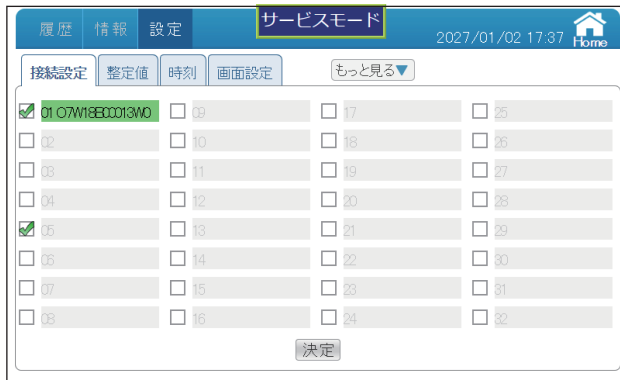 サービスモード
履歴 情報 設定 2027/01/02 17:37 Home
接続設定 整定値 時刻 画面設定 もっと見る▼
01 O7W18E00013W0 09 17 25
02 10 18 26
03 11 19 27
04 12 20 28
05 13 21 29
06 14 22 30
07 15 23 31
08 16 24 32
決定